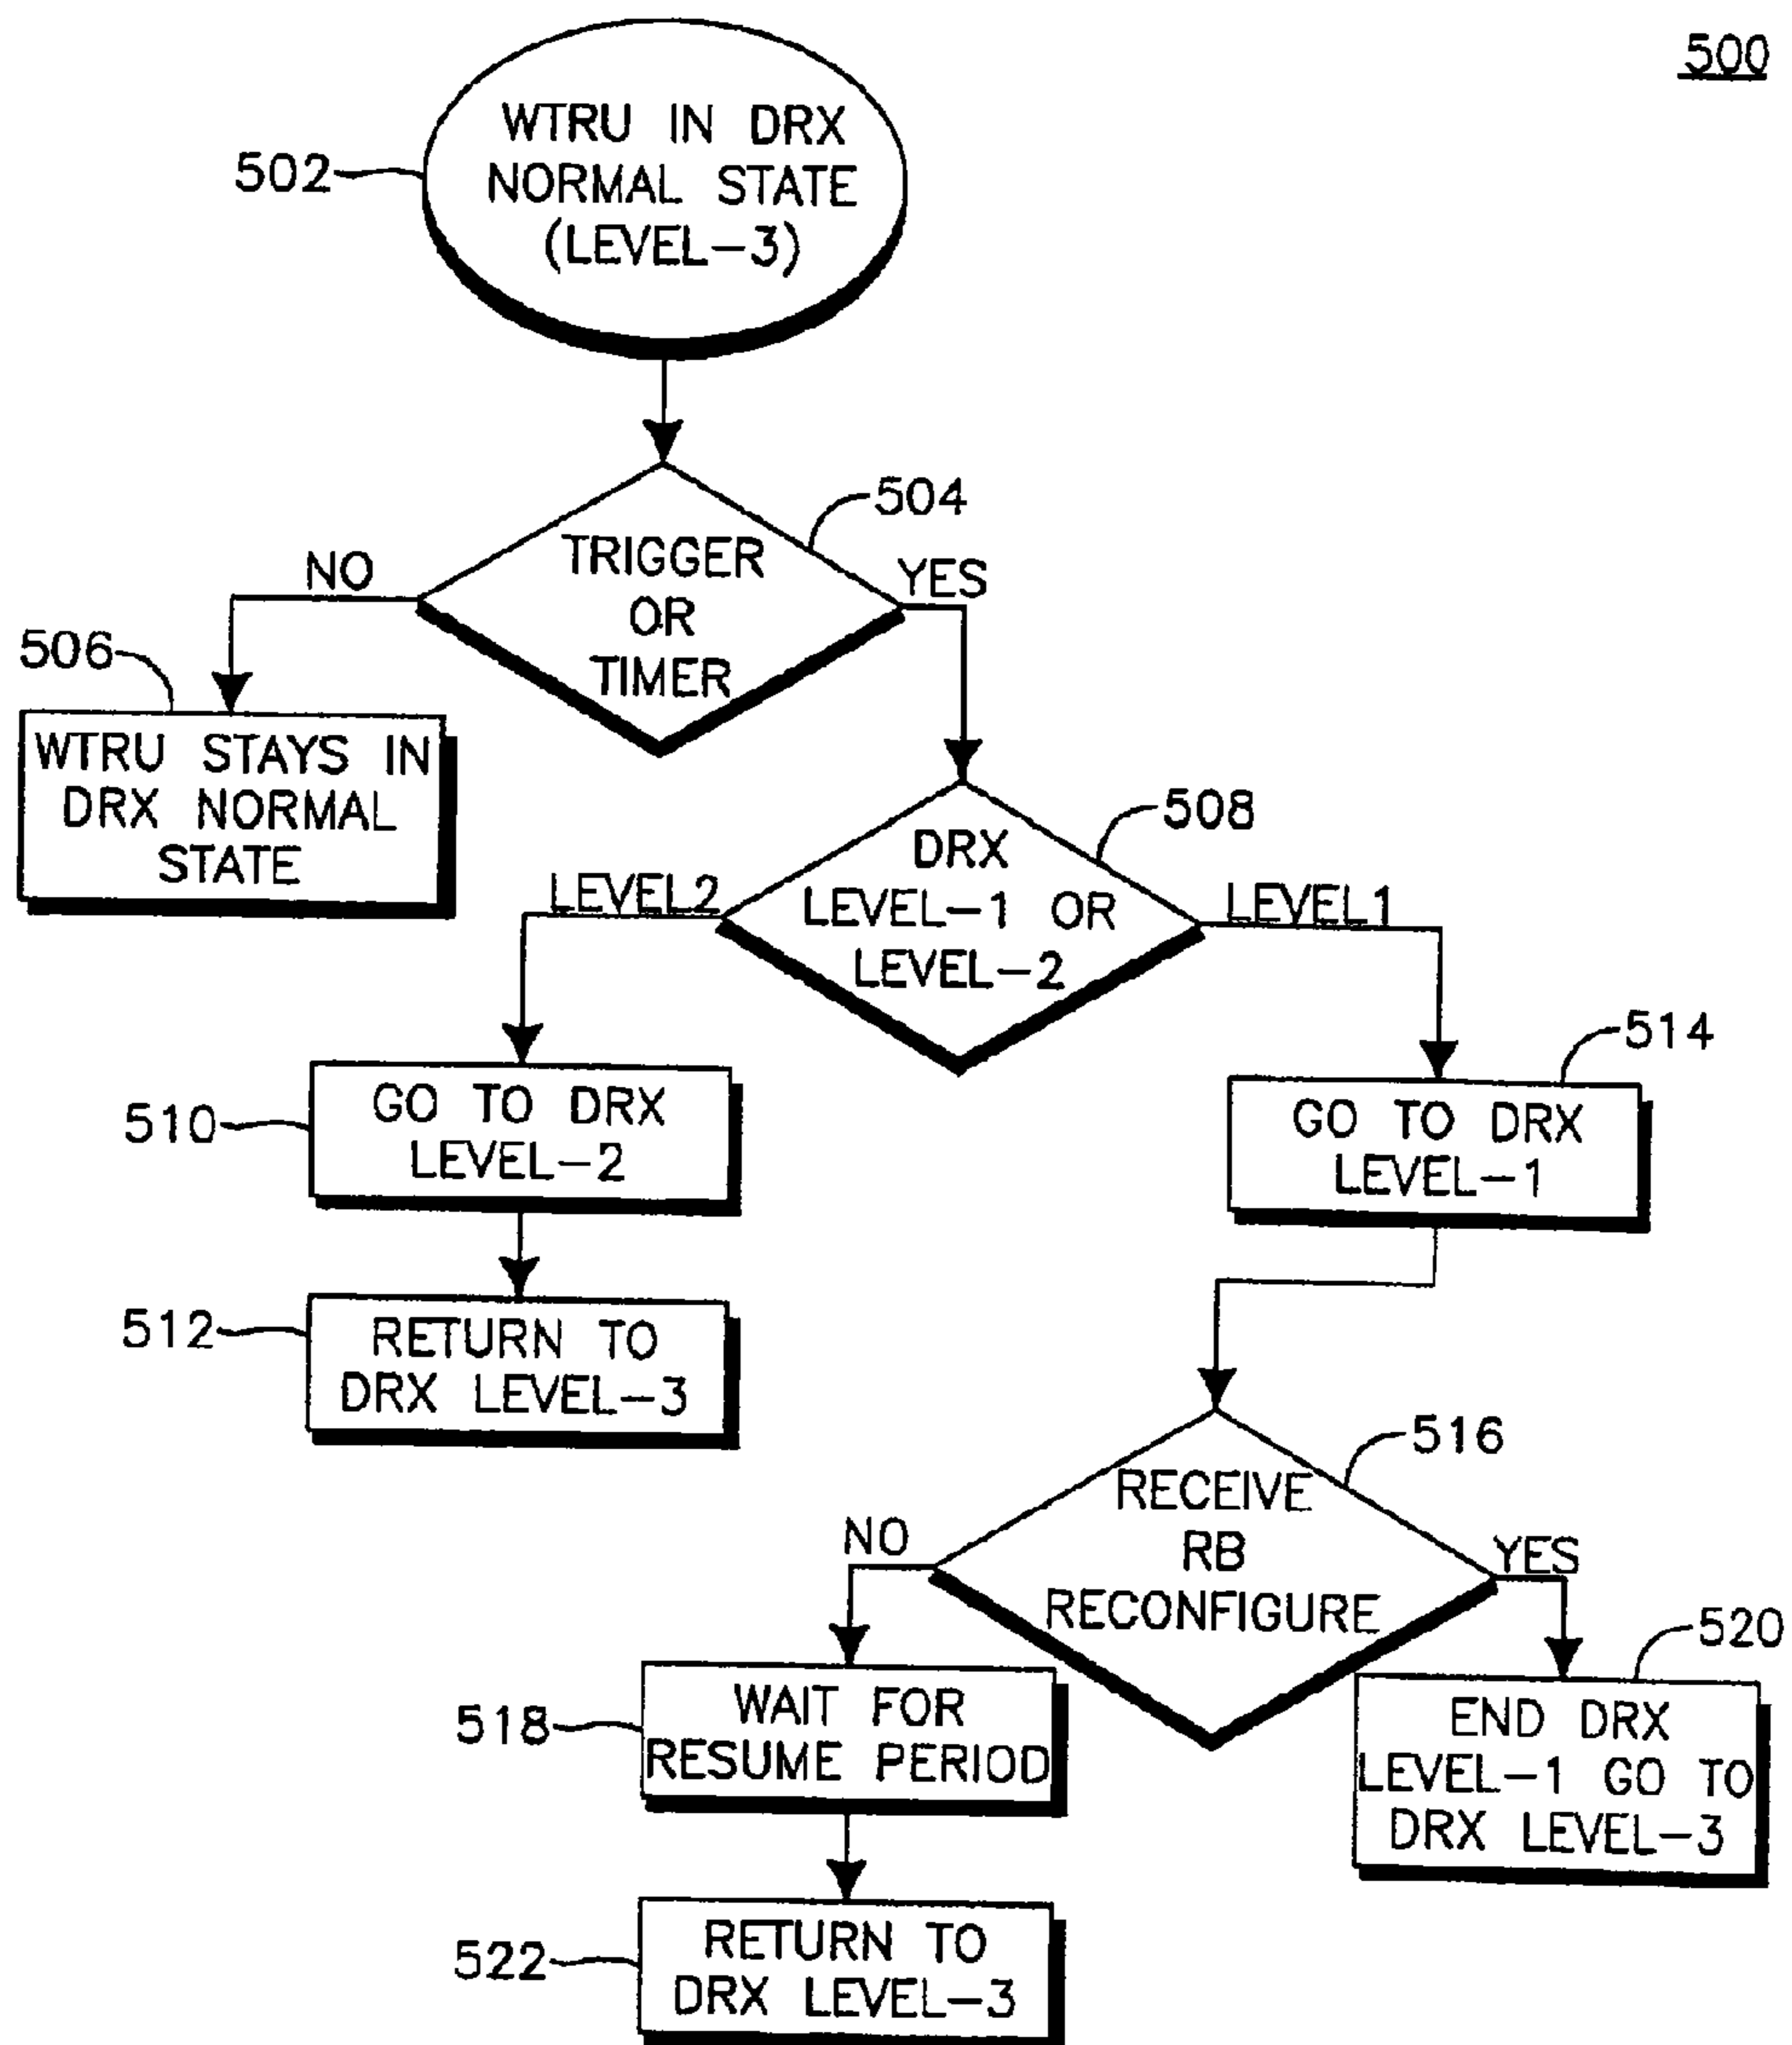 500
WTRU IN DRX
NORMAL STATE
(LEVEL-3)
502
504
TRIGGER
OR
TIMER
NO
YES
506
WTRU STAYS IN
DRX NORMAL
STATE
508
DRX
LEVEL-1 OR
LEVEL-2
LEVEL2
LEVEL1
510
GO TO DRX
LEVEL-2
514
GO TO DRX
LEVEL-1
512
RETURN TO
DRX LEVEL-3
516
RECEIVE
RB
RECONFIGURE
NO
YES
518
WAIT FOR
RESUME PERIOD
520
END DRX
LEVEL-1 GO TO
DRX LEVEL-3
522
RETURN TO
DRX LEVEL-3